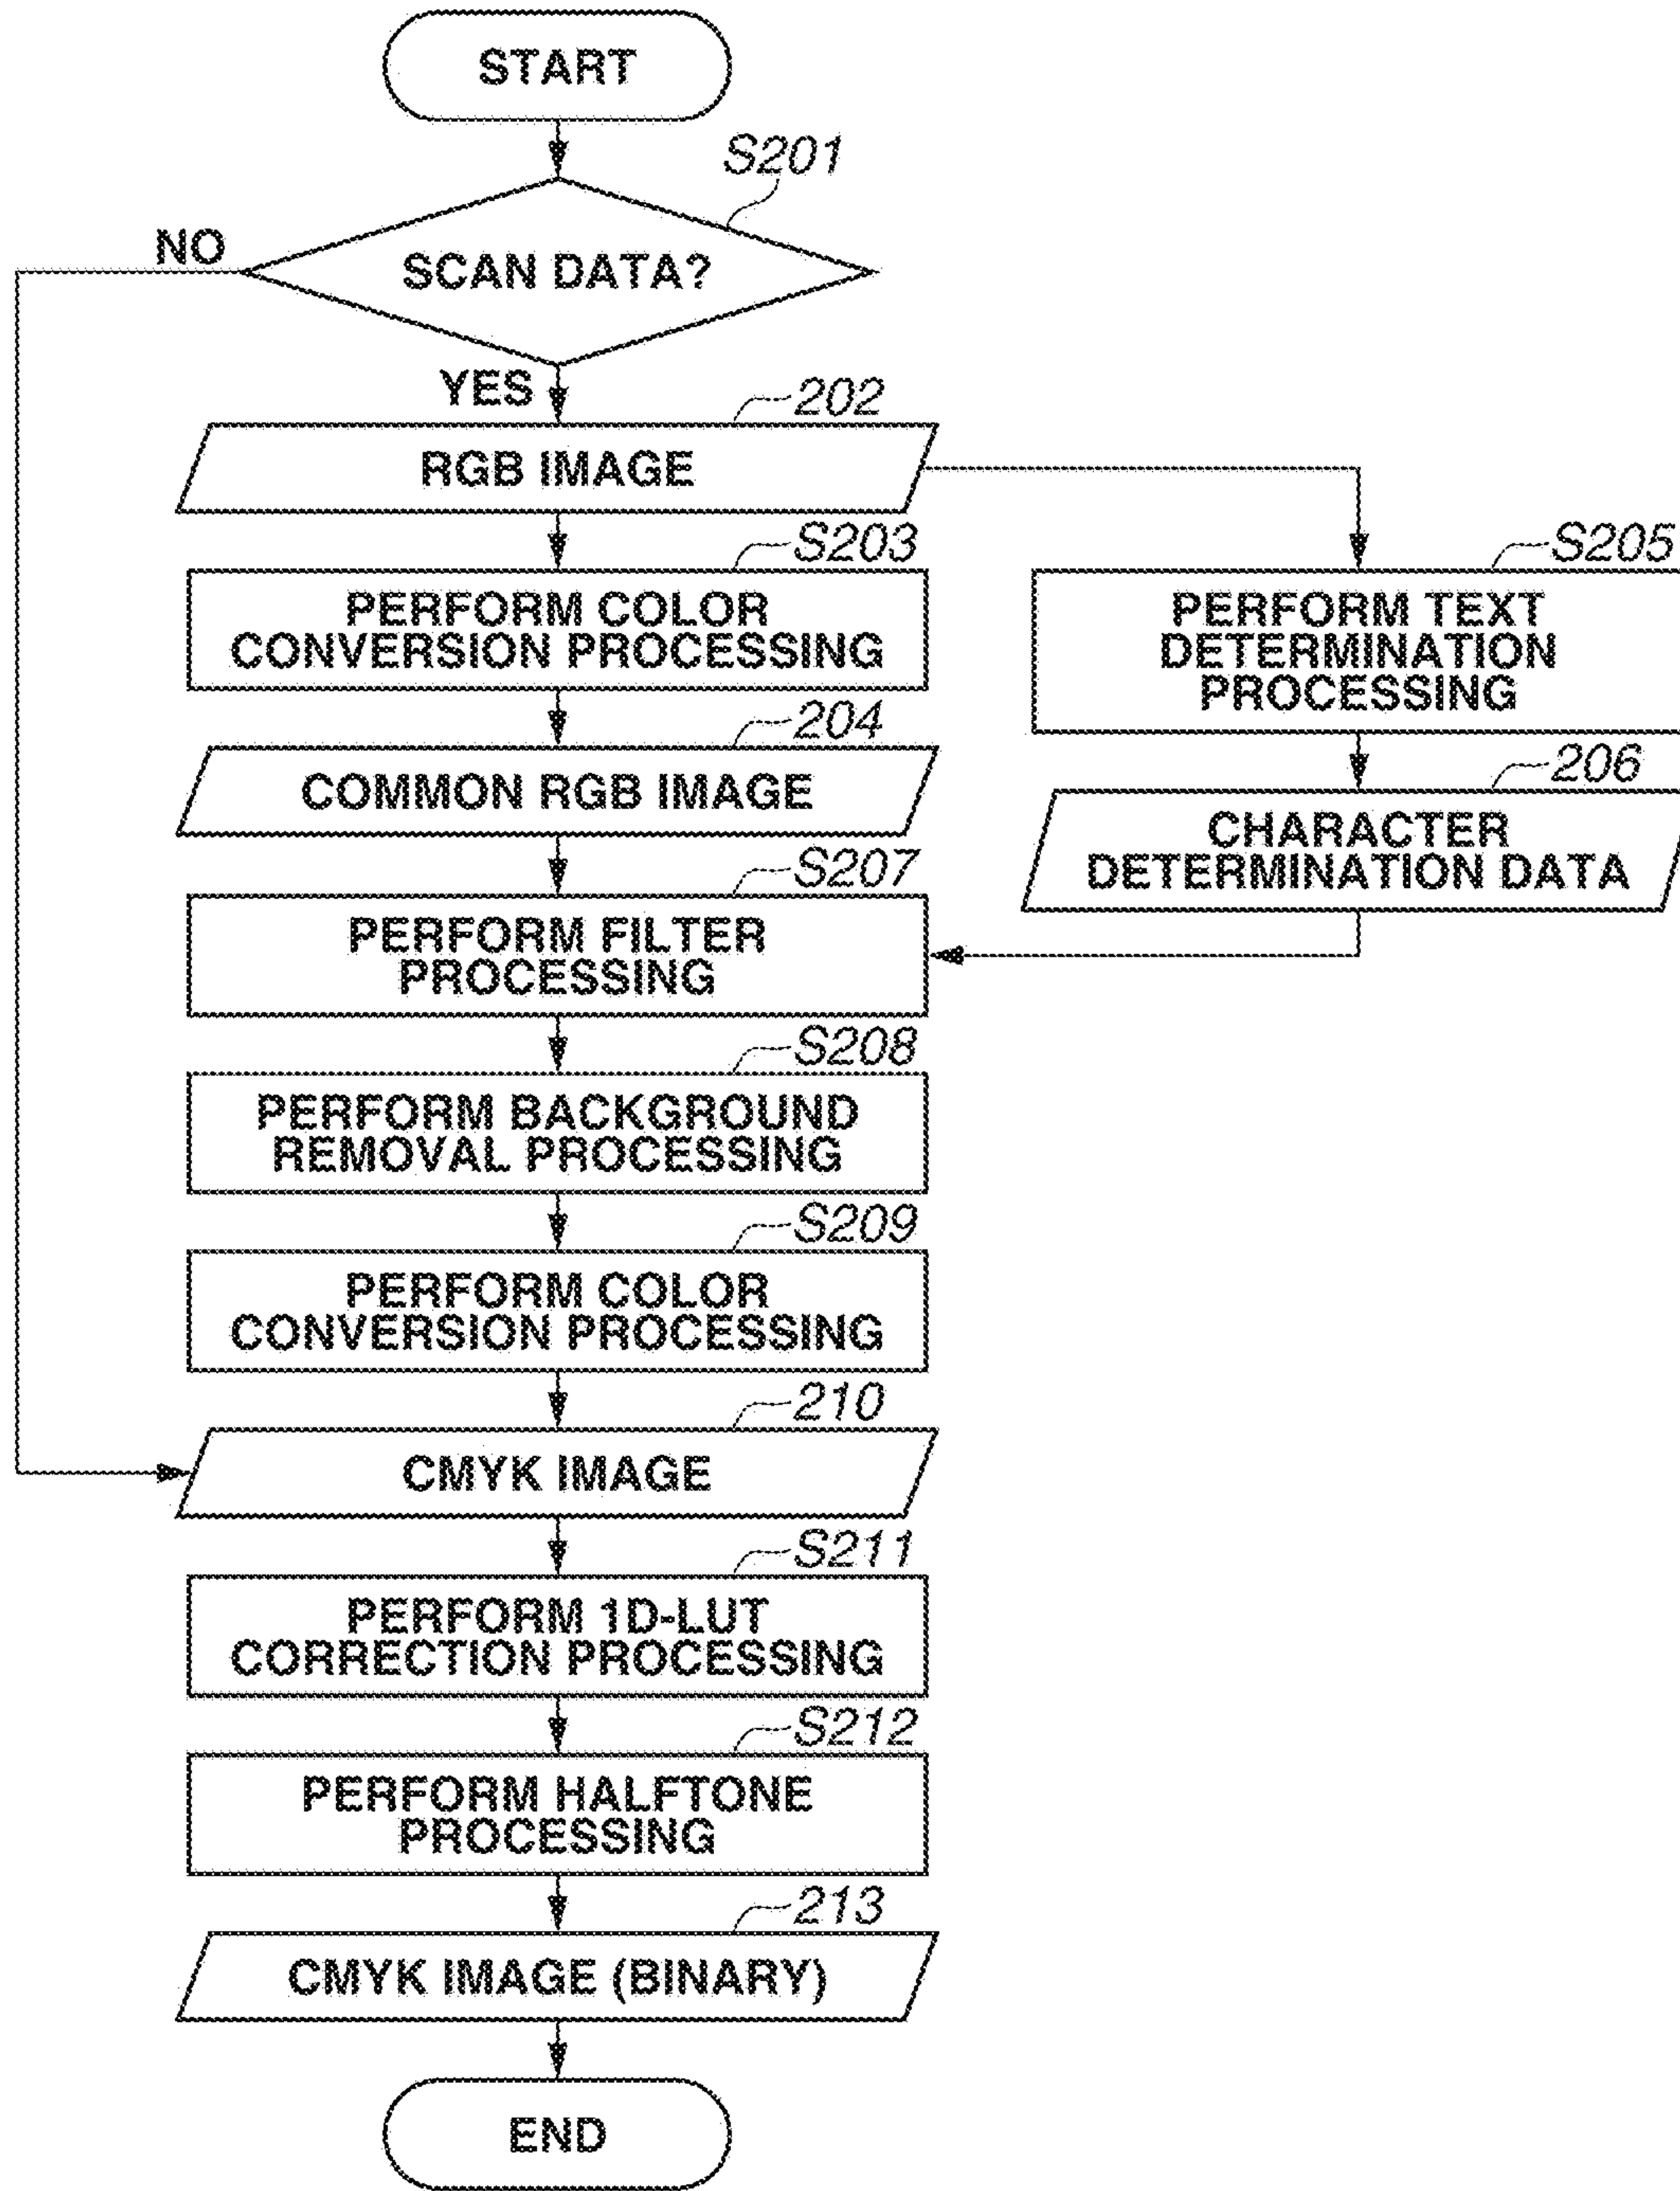 START
S201
NO
SCAN DATA?
YES
202
RGB IMAGE
S203
PERFORM COLOR
CONVERSION PROCESSING
S205
PERFORM TEXT
DETERMINATION
PROCESSING
204
COMMON RGB IMAGE
206
CHARACTER
DETERMINATION DATA
S207
PERFORM FILTER
PROCESSING
S208
PERFORM BACKGROUND
REMOVAL PROCESSING
S209
PERFORM COLOR
CONVERSION PROCESSING
210
CMYK IMAGE
S211
PERFORM 1D-LUT
CORRECTION PROCESSING
S212
PERFORM HALFTONE
PROCESSING
213
CMYK IMAGE (BINARY)
END